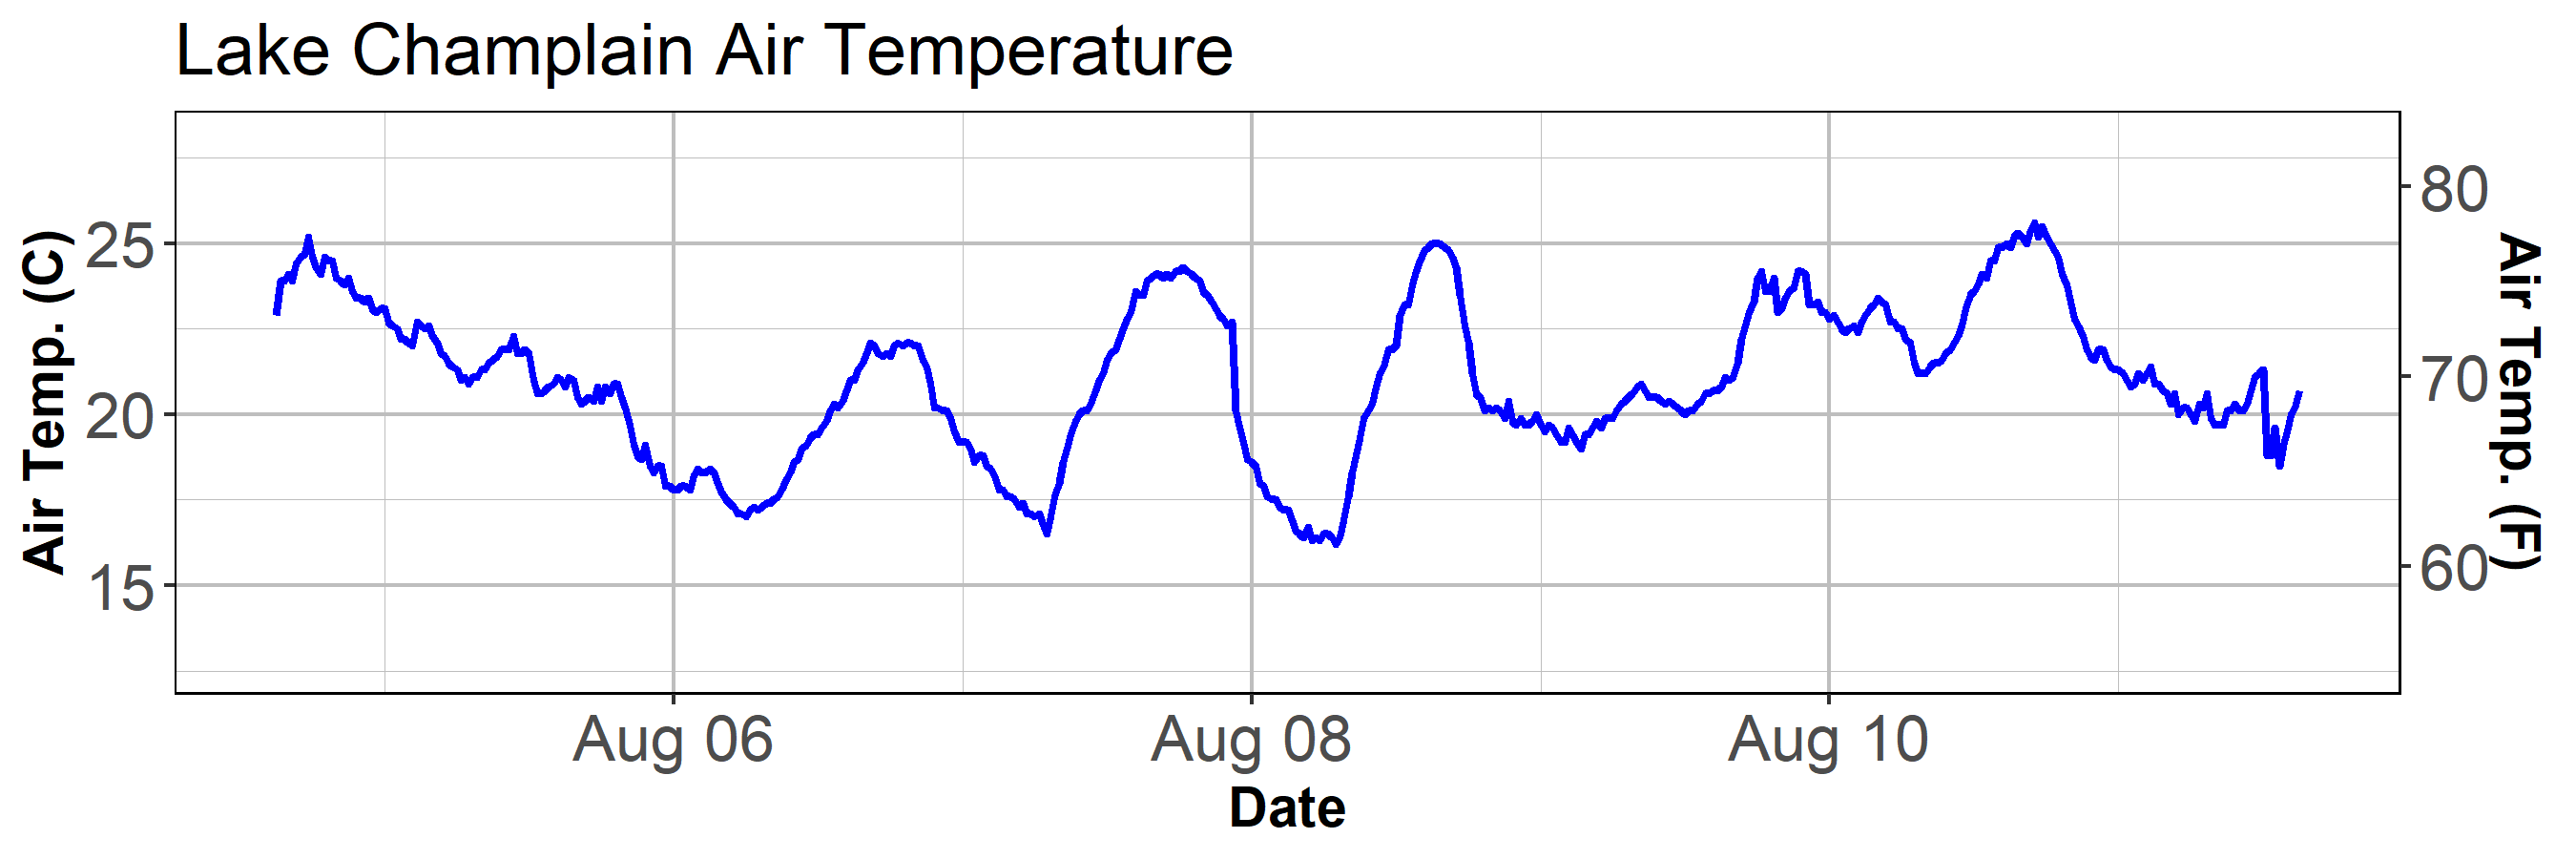 Lake Champlain Air Temperature
Air Temp. (C)
25
20
15
80
70
60
Air Temp. (F)
Aug 06
Aug 08
Aug 10
Date